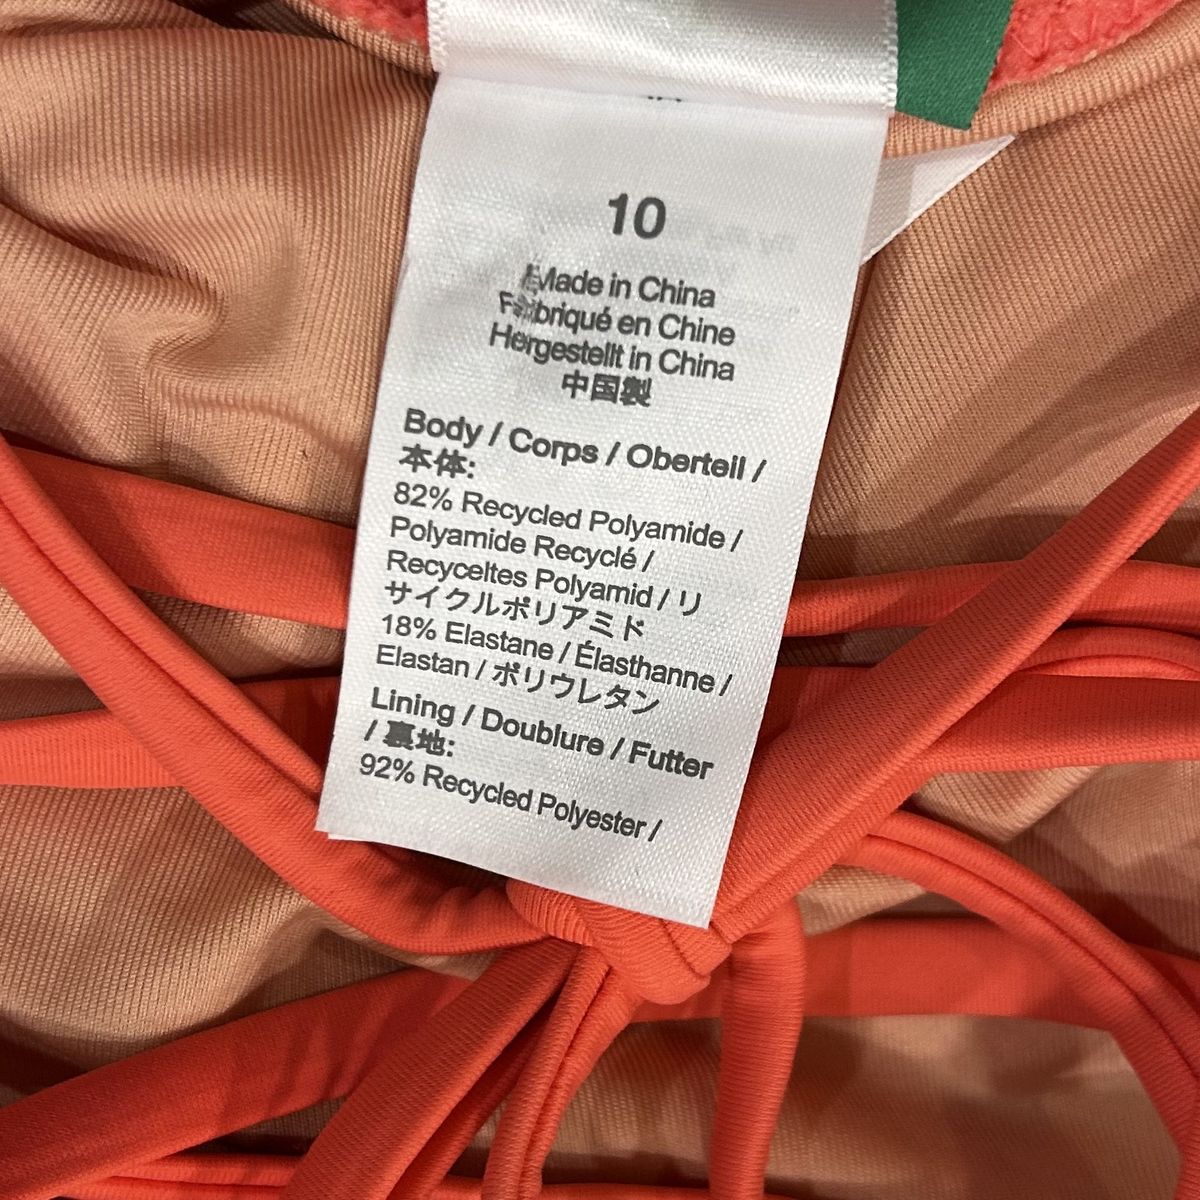 10
Made in China
Fabriqué en Chine
Hergestellt in China
中国製
Body / Corps / Oberteil /
本体:
82% Recycled Polyamide /
Polyamide Recyclé /
Recyceltes Polyamid / リ
サイクルポリアミド
18% Elastane / Élasthanne /
Elastan / ポリウレタン
Lining / Doublure / Futter
/ 裏地:
92% Recycled Polyester /